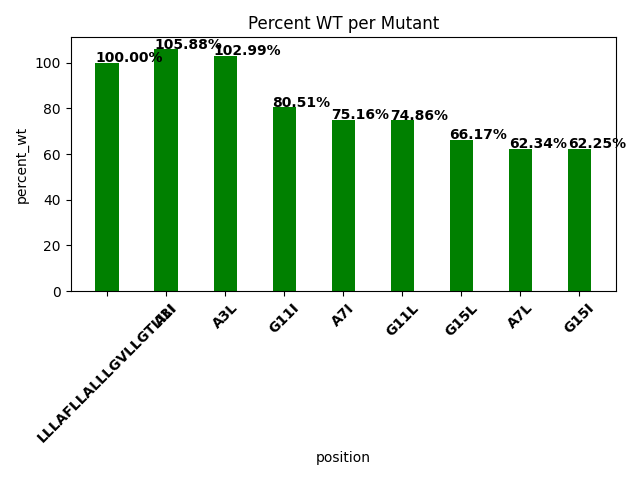 Percent WT per Mutant
percent_wt
100
80
60
40
20
0
100.00%
105.88%
102.99%
80.51%
75.16%
74.86%
66.17%
62.34%
62.25%
A3I
A3L
G11I
A7I
G11L
G15L
A7L
G15I
position